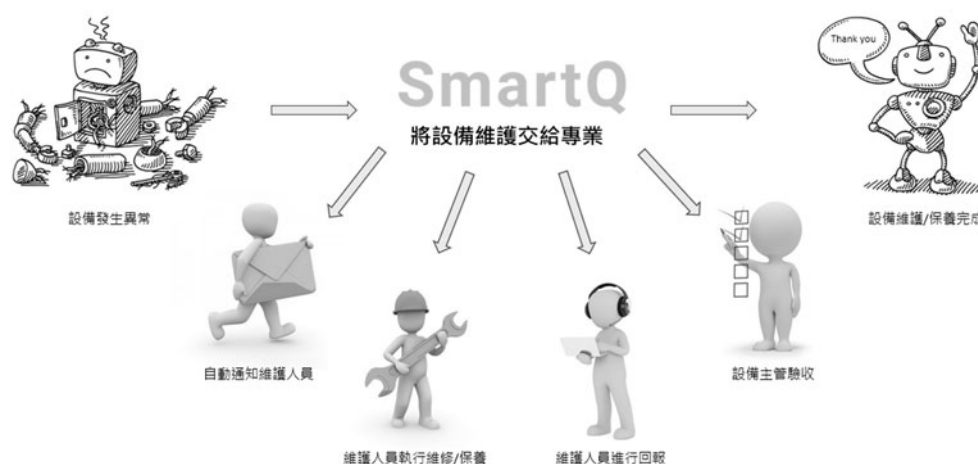 Thank you
SmartQ
將設備維護交給專業
設備發生異常
設備維護/保養完成
自動通知維護人員
設備主管驗收
維護人員執行維修/保養
維護人員進行回報